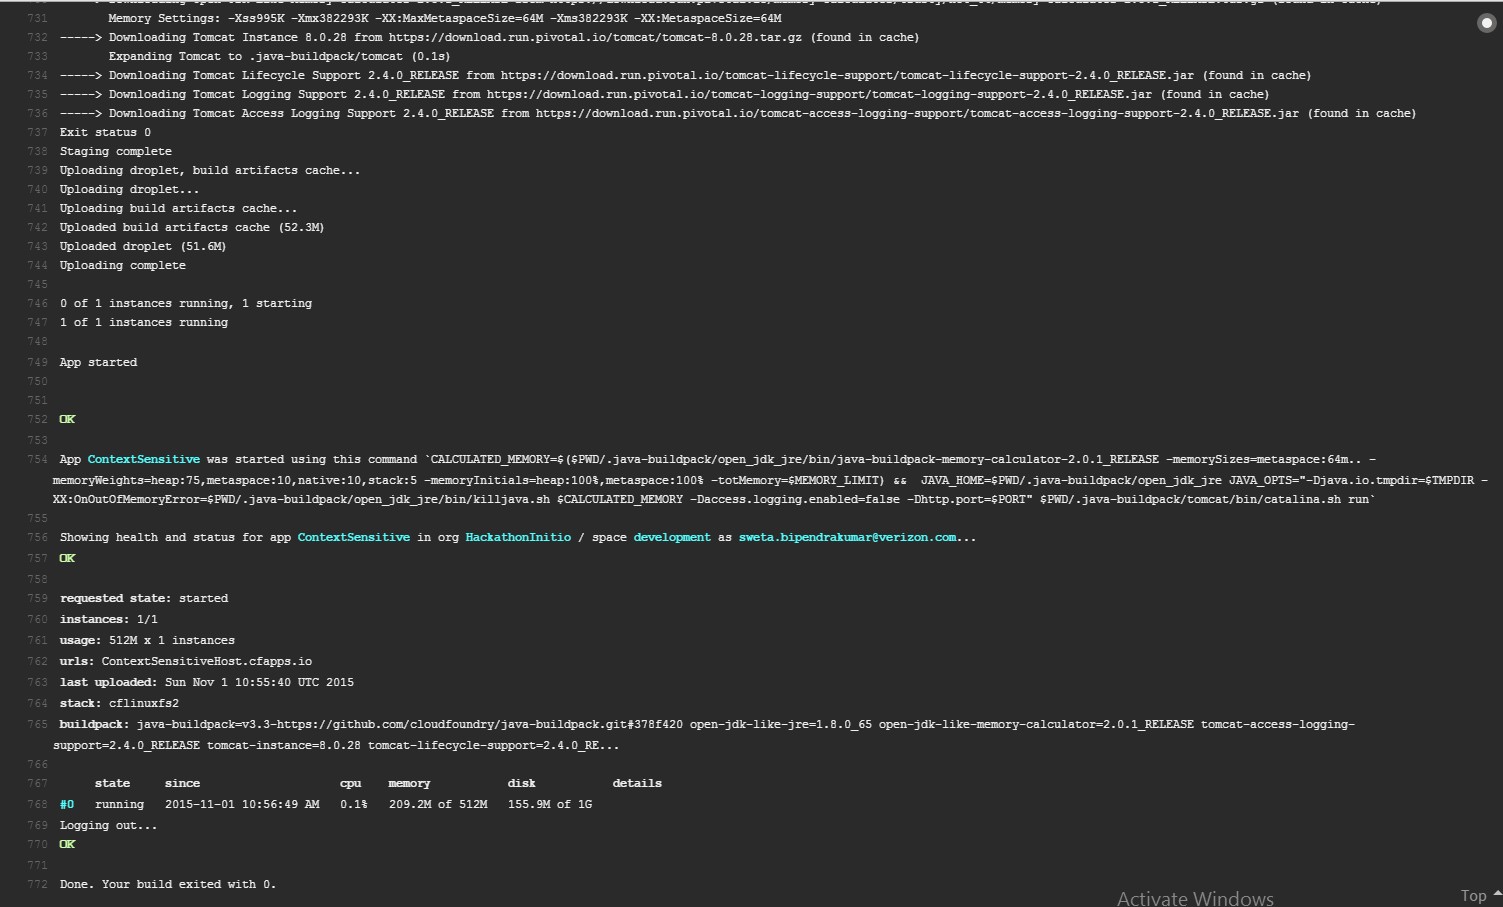 731 Memory Settings: -Xss995K -Xmx382293K -XX:MaxMetaspaceSize=64M -Xms382293K -XX:MetaspaceSize=64M
732 -----> Downloading Tomcat Instance 8.0.28 from https://download.run.pivotal.io/tomcat/tomcat-8.0.28.tar.gz (found in cache)
733 Expanding Tomcat to .java-buildpack/tomcat (0.1s)
734 -----> Downloading Tomcat Lifecycle Support 2.4.0_RELEASE from https://download.run.pivotal.io/tomcat-lifecycle-support/tomcat-lifecycle-support-2.4.0_RELEASE.jar (found in cache)
735 -----> Downloading Tomcat Logging Support 2.4.0_RELEASE from https://download.run.pivotal.io/tomcat-logging-support/tomcat-logging-support-2.4.0_RELEASE.jar (found in cache)
736 -----> Downloading Tomcat Access Logging Support 2.4.0_RELEASE from https://download.run.pivotal.io/tomcat-access-logging-support/tomcat-access-logging-support-2.4.0_RELEASE.jar (found in cache)
737 Exit status 0
738 Staging complete
739 Uploading droplet, build artifacts cache...
740 Uploading droplet...
741 Uploading build artifacts cache...
742 Uploaded build artifacts cache (52.3M)
743 Uploaded droplet (51.6M)
744 Uploading complete
745
746 0 of 1 instances running, 1 starting
747 1 of 1 instances running
748
749 App started
750
751
752 OK
753
754 App ContextSensitive was started using this command `CALCULATED_MEMORY=$($PWD/.java-buildpack/open_jdk_jre/bin/java-buildpack-memory-calculator-2.0.1_RELEASE -memorySizes=metaspace:64m.. -
memoryWeights=heap:75,metaspace:10,native:10,stack:5 -memoryInitials=heap:100%,metaspace:100% -totMemory=$MEMORY_LIMIT) && JAVA_HOME=$PWD/.java-buildpack/open_jdk_jre JAVA_OPTS="-Djava.io.tmpdir=$TMPDIR -
XX:OnOutOfMemoryError=$PWD/.java-buildpack/open_jdk_jre/bin/killjava.sh $CALCULATED_MEMORY -Daccess.logging.enabled=false -Dhttp.port=$PORT" $PWD/.java-buildpack/tomcat/bin/catalina.sh run`
755
756 Showing health and status for app ContextSensitive in org HackathonInitio / space development as sweta.bipendrakumar@verizon.com...
757 OK
758
759 requested state: started
760 instances: 1/1
761 usage: 512M x 1 instances
762 urls: ContextSensitiveHost.cfapps.io
763 last uploaded: Sun Nov 1 10:55:40 UTC 2015
764 stack: cflinuxfs2
765 buildpack: java-buildpack=v3.3-https://github.com/cloudfoundry/java-buildpack.git#378f420 open-jdk-like-jre=1.8.0_65 open-jdk-like-memory-calculator=2.0.1_RELEASE tomcat-access-logging-
support=2.4.0_RELEASE tomcat-instance=8.0.28 tomcat-lifecycle-support=2.4.0_RE...
766
767 state since cpu memory disk details
768 #0 running 2015-11-01 10:56:49 AM 0.1% 209.2M of 512M 155.9M of 1G
769 Logging out...
770 OK
771
772 Done. Your build exited with 0.
Activate Windows
Top